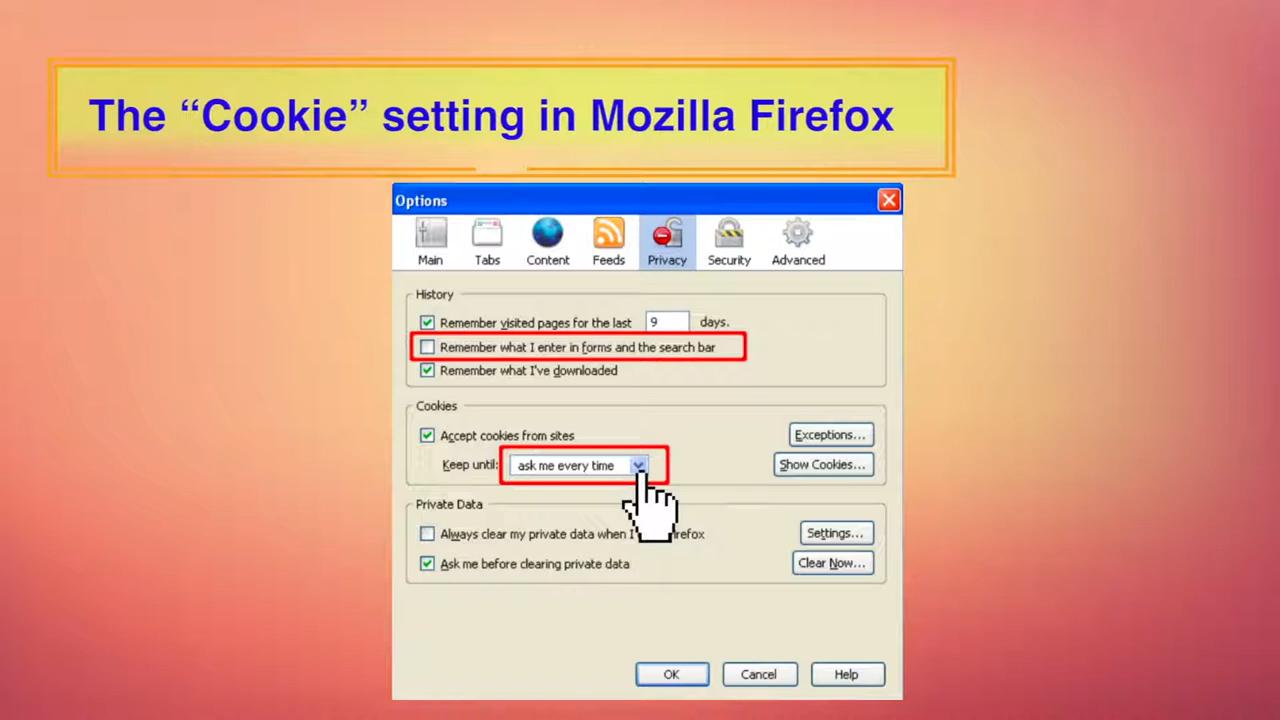 The “Cookie” setting in Mozilla Firefox
Options
Main Tabs Content Feeds Privacy Security Advanced
History
Remember visited pages for the last 9 days.
Remember what I enter in forms and the search bar
Remember what I've downloaded
Cookies
Accept cookies from sites Exceptions...
Keep until: ask me every time Show Cookies...
Private Data
Always clear my private data when I refox Settings...
Ask me before clearing private data Clear Now...
OK Cancel Help